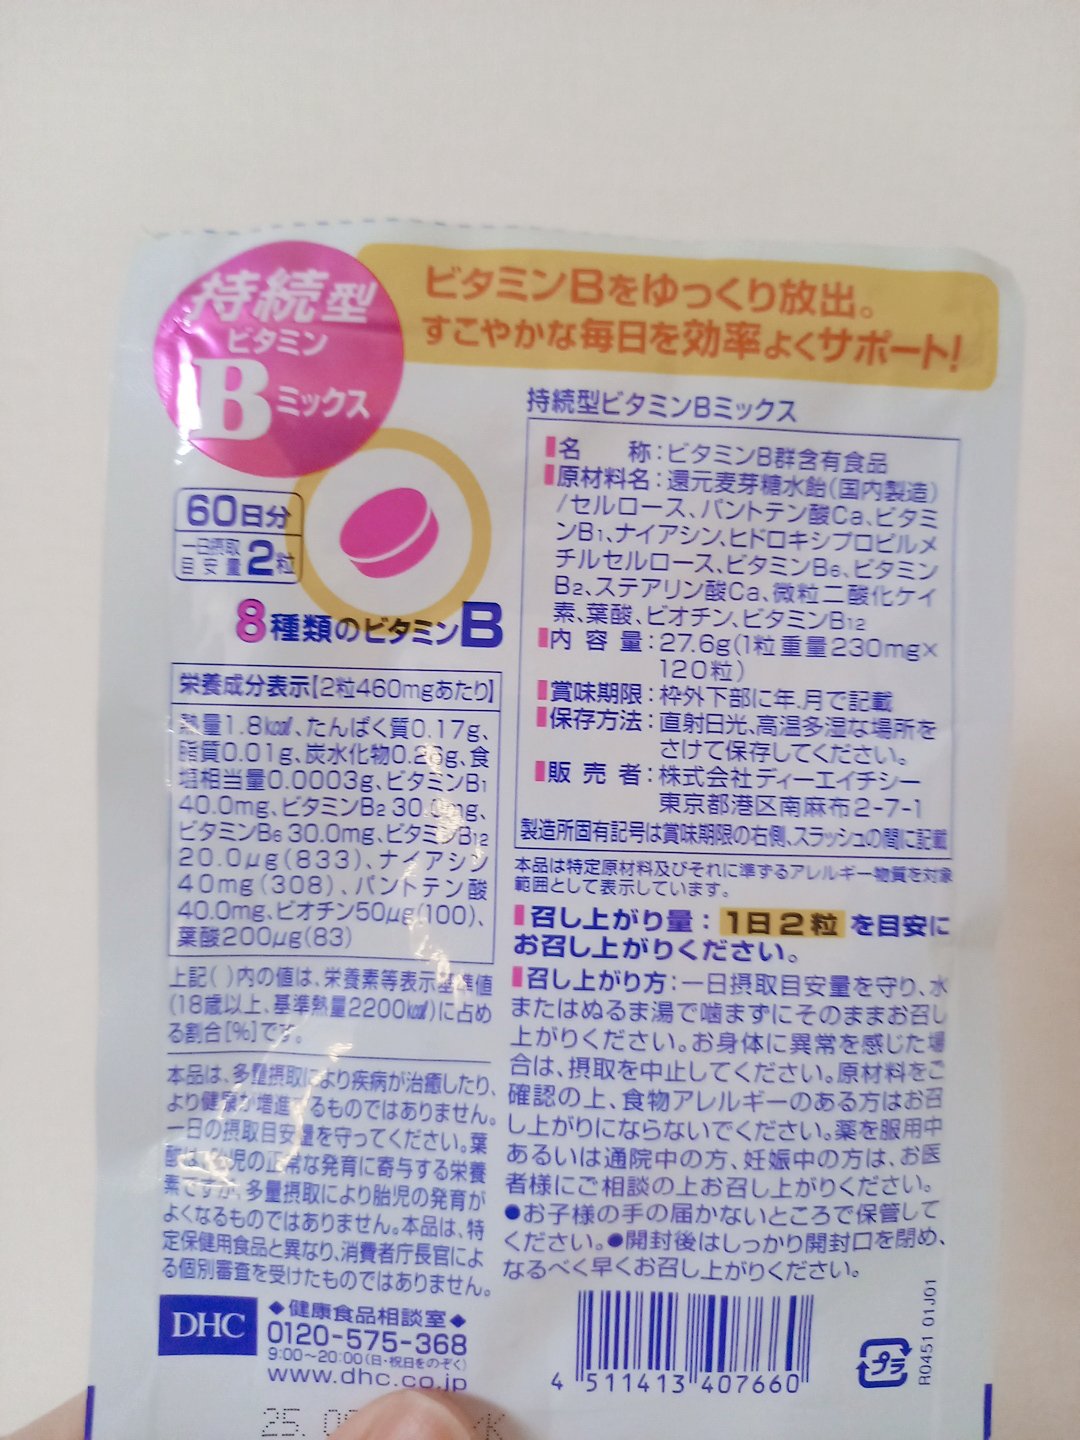 持続型
ビタミン
Bミックス
ビタミンBをゆっくり放出。
すこやかな毎日を効率よくサポート!
60日分
一日摂取
目安量 2粒
8種類のビタミンB
栄養成分表示[2粒460mgあたり]
熱量1.8kcal、たんぱく質0.17g、
脂質0.01g、炭水化物0.26g、食
塩相当量0.0003g、ビタミンB1
40.0mg、ビタミンB2 30.0mg、
ビタミンB6 30.0mg、ビタミンB12
20.0μg(833)、ナイアシン
40mg(308)、パントテン酸
40.0mg、ビオチン50μg(100)、
葉酸200μg(83)
上記( )内の値は、栄養素等表示基準値
(18歳以上、基準熱量2200kcal)に占め
る割合[%]です。
本品は、多量摂取により疾病が治癒したり、
より健康が増進するものではありません。
一日の摂取目安量を守ってください。葉
酸は、胎児の正常な発育に寄与する栄養
素ですが、多量摂取により胎児の発育が
よくなるものではありません。本品は、特
定保健用食品と異なり、消費者庁長官によ
る個別審査を受けたものではありません。
DHC
◆健康食品相談室◆
0120-575-368
9:00~20:00(日・祝日をのぞく)
www.dhc.co.jp
持続型ビタミンBミックス
名 称:ビタミンB群含有食品
原材料名:還元麦芽糖水飴(国内製造)
/セルロース、パントテン酸Ca、ビタミ
ンB1、ナイアシン、ヒドロキシプロピルメ
チルセルロース、ビタミンB6、ビタミン
B2、ステアリン酸Ca、微粒二酸化ケイ
素、葉酸、ビオチン、ビタミンB12
内容量:27.6g(1粒重量230mg×
120粒)
賞味期限:枠外下部に年.月で記載
保存方法:直射日光、高温多湿な場所を
さけて保存してください。
販売者:株式会社ディーエイチシー
東京都港区南麻布2-7-1
製造所固有記号は賞味期限の右側、スラッシュの間に記載
本品は特定原材料及びそれに準ずるアレルギー物質を対象
範囲として表示しています。
召し上がり量:1日2粒を目安に
お召し上がりください。
召し上がり方:一日摂取目安量を守り、水
またはぬるま湯で噛まずにそのままお召し
上がりください。お身体に異常を感じた場
合は、摂取を中止してください。原材料をご
確認の上、食物アレルギーのある方はお召
し上がりにならないでください。薬を服用中
あるいは通院中の方、妊娠中の方は、お医
者様にご相談の上お召し上がりください。
●お子様の手の届かないところで保管して
ください。●開封後はしっかり開封口を閉め、
なるべく早くお召し上がりください。
4 511413 407660
プラ
R0451 01J01
25.